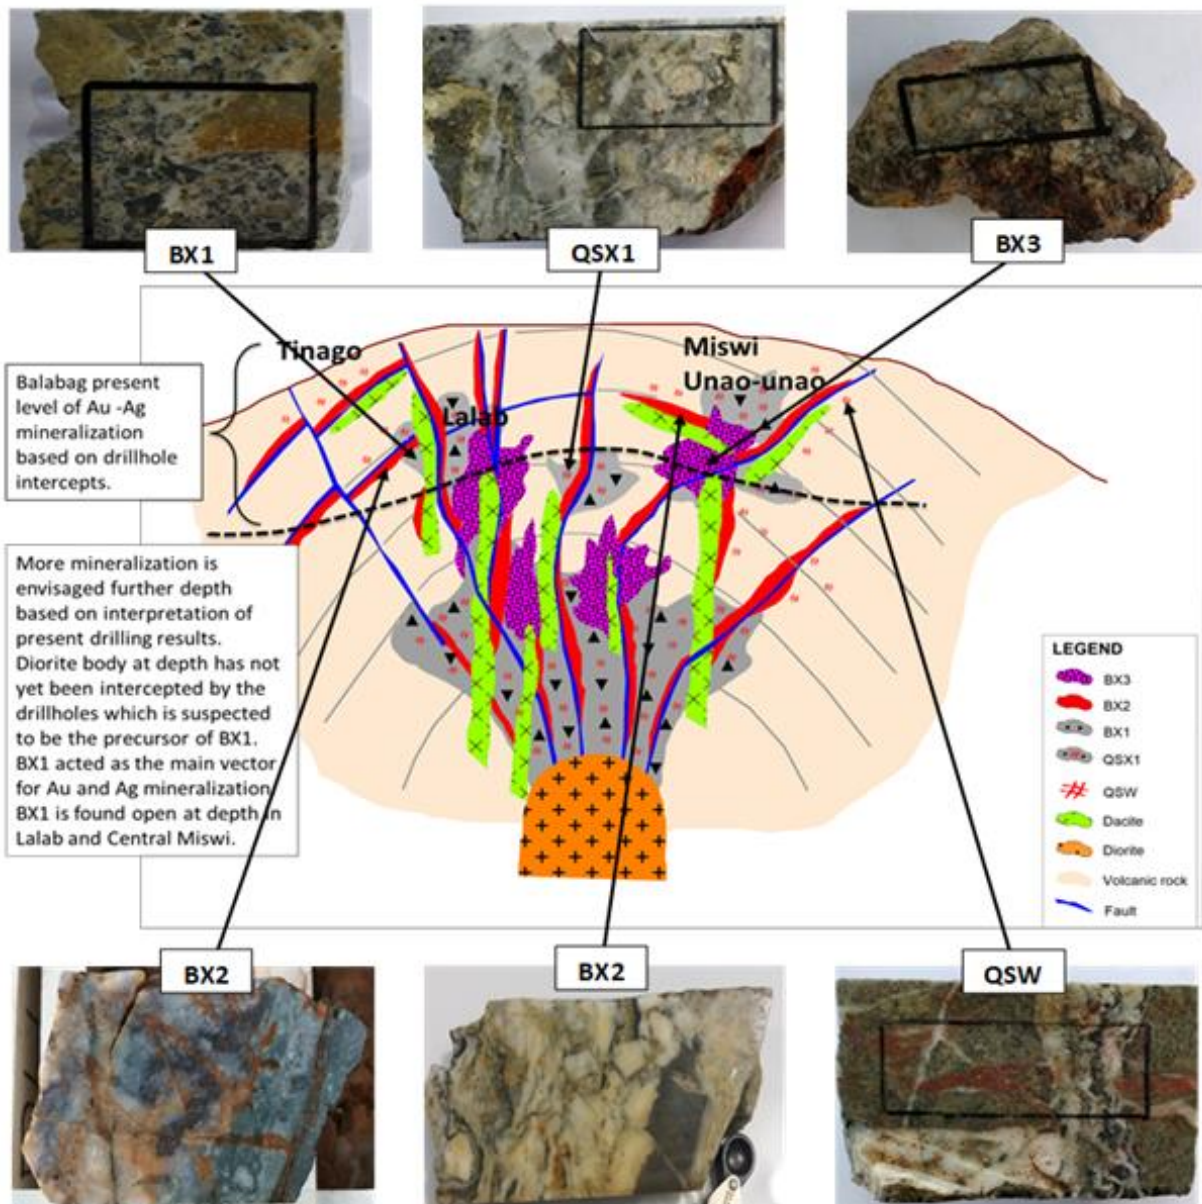 BX1
QSX1
BX3
Tinago
Miswi
Unao-unao
Lalab
Balabag present
level of Au -Ag
mineralization
based on drillhole
intercepts.
More mineralization is
envisaged further depth
based on interpretation of
present drilling results.
Diorite body at depth has not
yet been intercepted by the
drillholes which is suspected
to be the precursor of BX1.
BX1 acted as the main vector
for Au and Ag mineralization
BX1 is found open at depth in
Lalab and Central Miswi.
LEGEND
BX3
BX2
BX1
QSX1
QSW
Dacite
Diorite
Volcanic rock
Fault
BX2
BX2
QSW